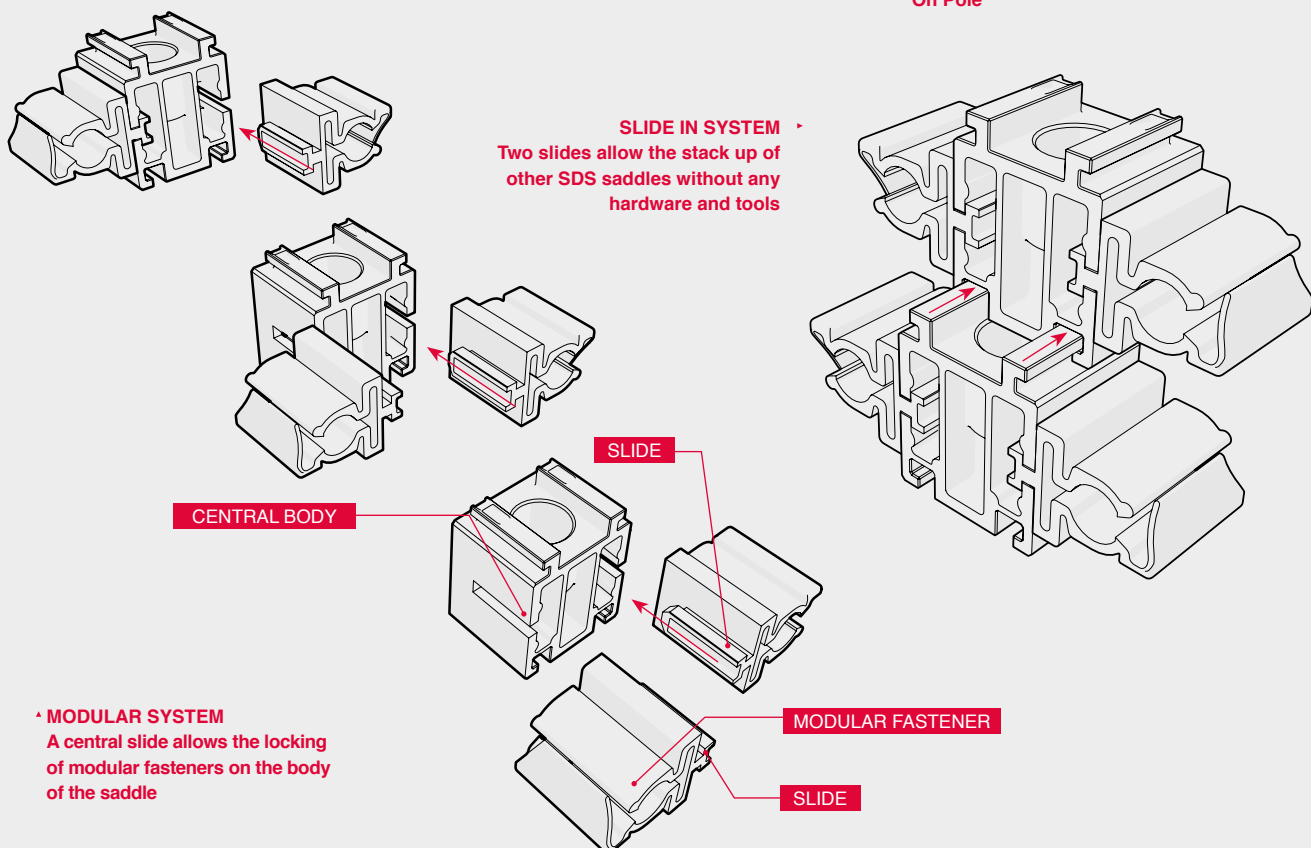 On Pole
SLIDE IN SYSTEM
Two slides allow the stack up of
other SDS saddles without any
hardware and tools
SLIDE
CENTRAL BODY
MODULAR SYSTEM
A central slide allows the locking
of modular fasteners on the body
of the saddle
MODULAR FASTENER
SLIDE